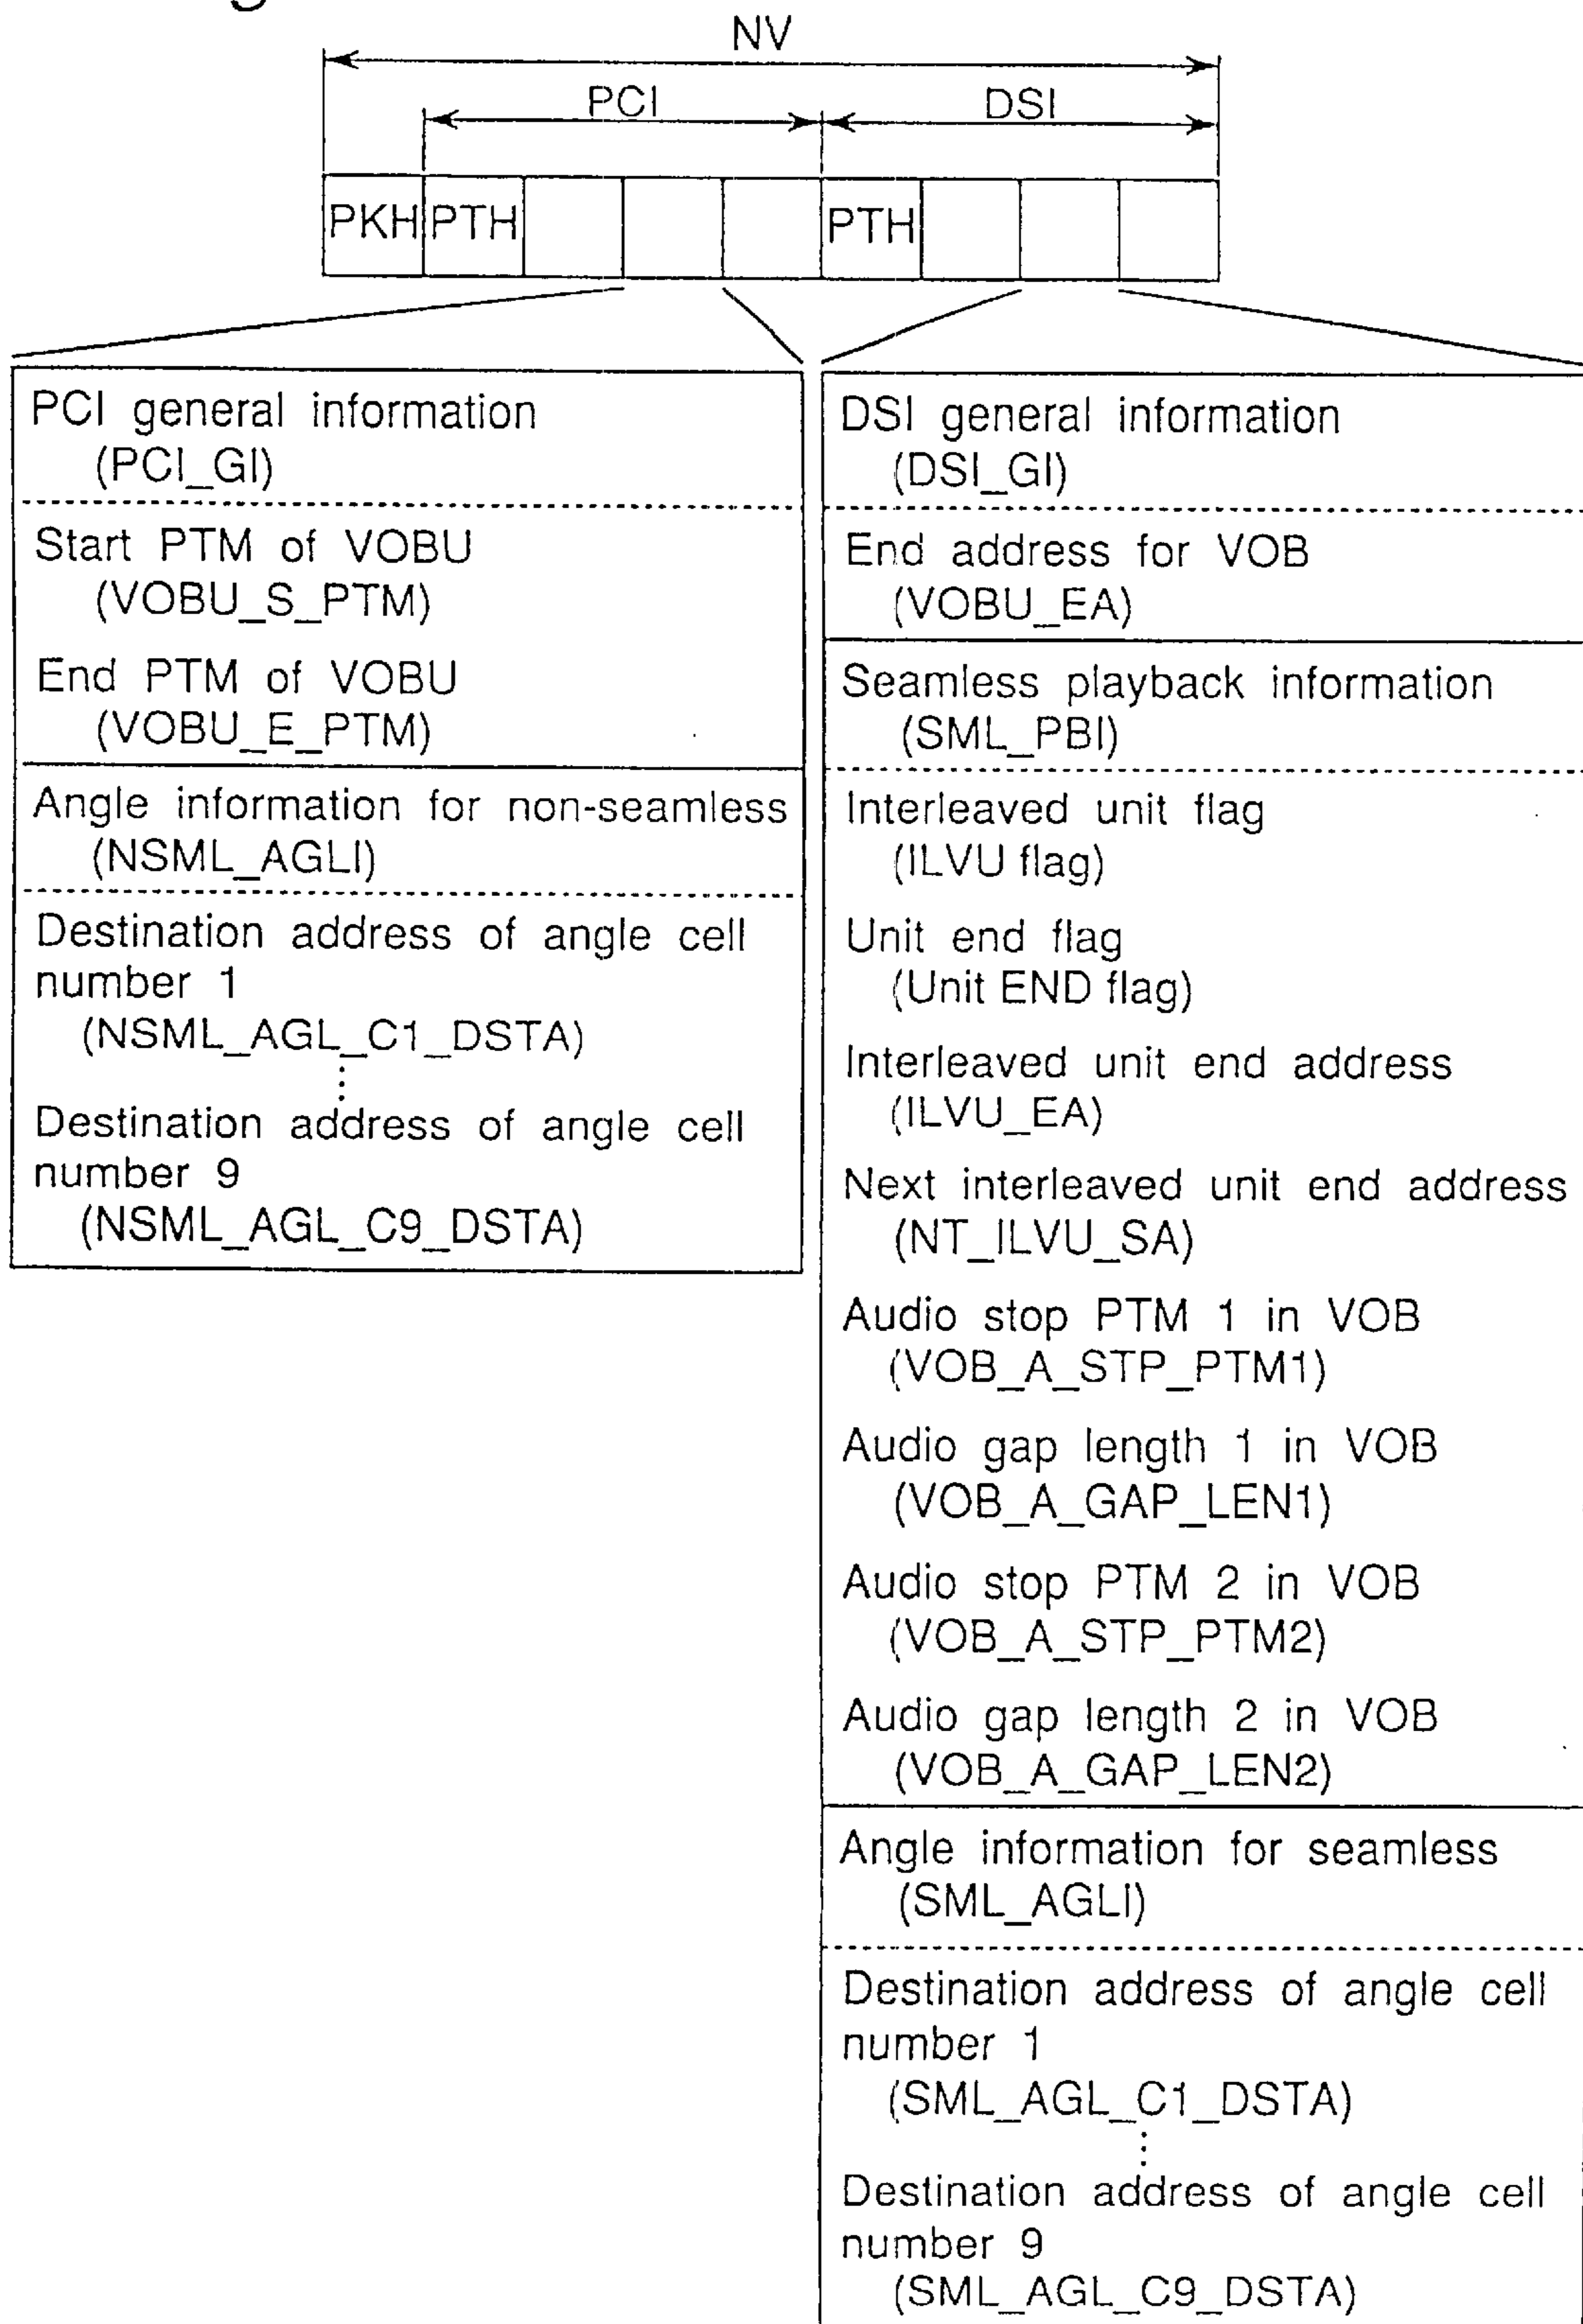 NV
PCI
DSI
PKH
PTH
PTH
PCI general information
(PCI_GI)
Start PTM of VOBU
(VOBU_S_PTM)
End PTM of VOBU
(VOBU_E_PTM)
Angle information for non-seamless
(NSML_AGLI)
Destination address of angle cell
number 1
(NSML_AGL_C1_DSTA)
Destination address of angle cell
number 9
(NSML_AGL_C9_DSTA)
DSI general information
(DSI_GI)
End address for VOB
(VOBU_EA)
Seamless playback information
(SML_PBI)
Interleaved unit flag
(ILVU flag)
Unit end flag
(Unit END flag)
Interleaved unit end address
(ILVU_EA)
Next interleaved unit end address
(NT_ILVU_SA)
Audio stop PTM 1 in VOB
(VOB_A_STP_PTM1)
Audio gap length 1 in VOB
(VOB_A_GAP_LEN1)
Audio stop PTM 2 in VOB
(VOB_A_STP_PTM2)
Audio gap length 2 in VOB
(VOB_A_GAP_LEN2)
Angle information for seamless
(SML_AGLI)
Destination address of angle cell
number 1
(SML_AGL_C1_DSTA)
Destination address of angle cell
number 9
(SML_AGL_C9_DSTA)